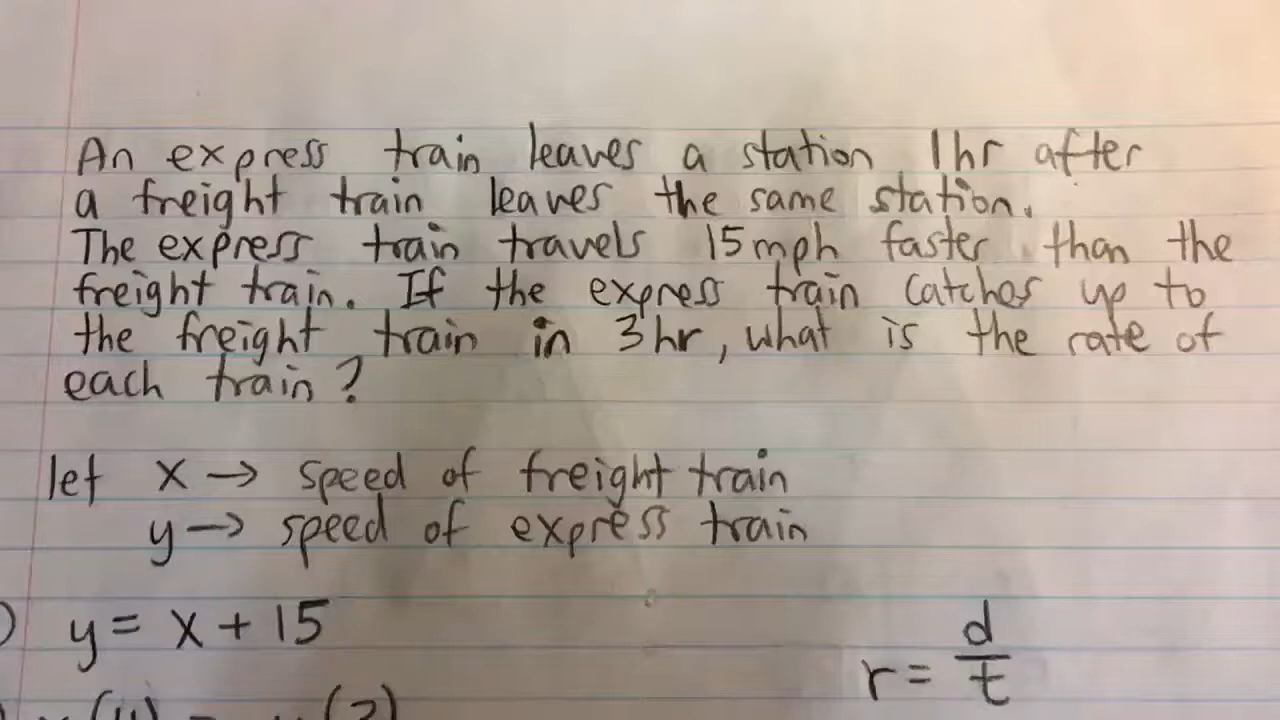 An express train leaves a station 1hr after
a freight train leaves the same station.
The express train travels 15mph faster than the
freight train. If the express train catches up to
the freight train in 3hr, what is the rate of
each train?
let x → speed of freight train
y → speed of express train
) y = x + 15
r = d/t